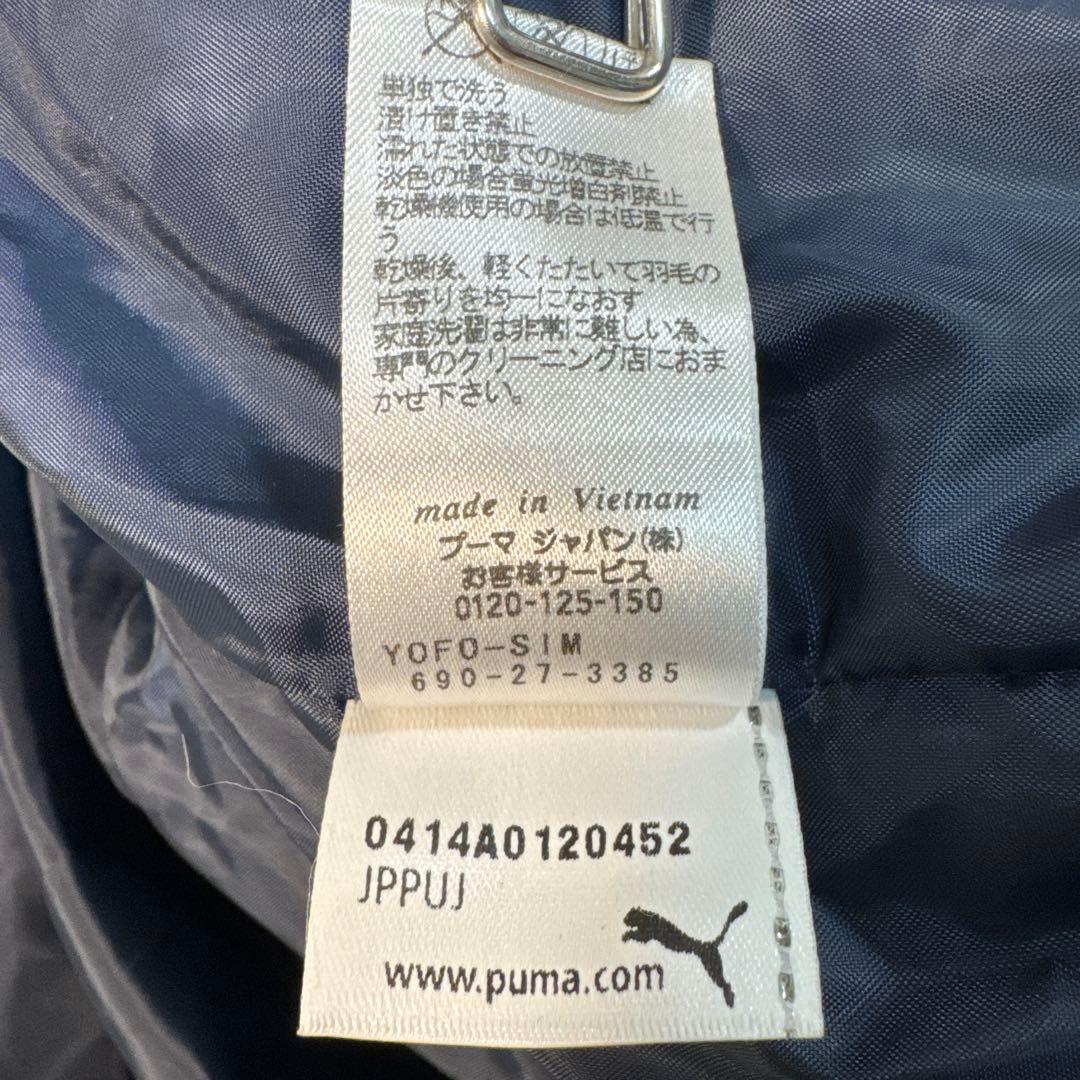 単独で洗う
漬け置き禁止
濡れた状態での放置禁止
淡色の場合蛍光増白剤禁止
乾燥機使用の場合は低温で行
う
乾燥後、軽くたたいて羽毛の
片寄りを均一になおす
家庭洗濯は非常に難しい為、
専門のクリーニング店におま
かせ下さい。
made in Vietnam
プーマ ジャパン(株)
お客様サービス
0120-125-150
YOFO-SIM
690-27-3385
0414A0120452
JPPUJ
www.puma.com